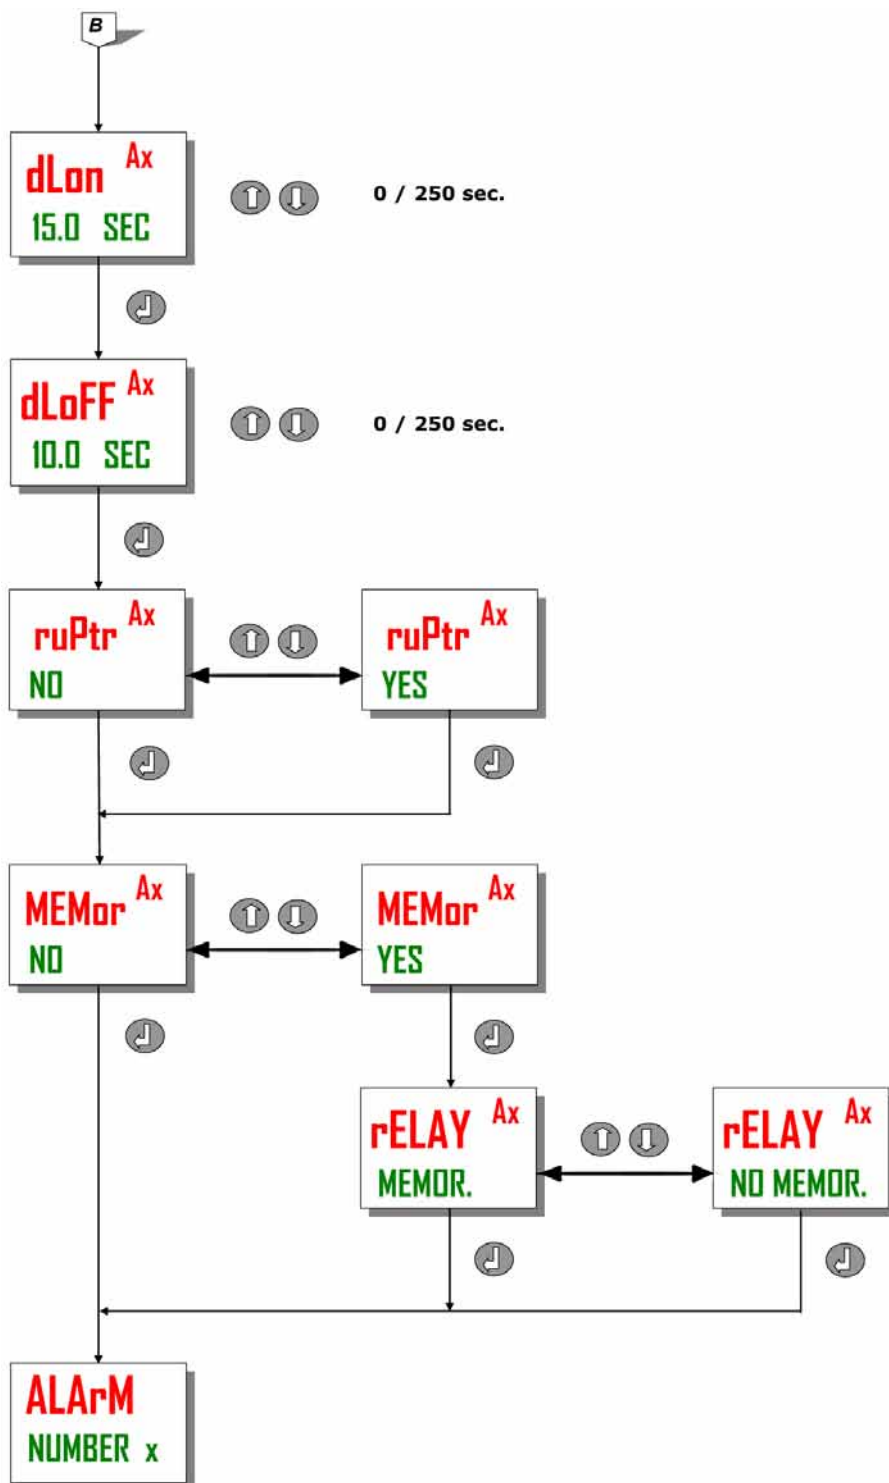 B
dLon Ax
15.0 SEC
0 / 250 sec.
dLoFF Ax
10.0 SEC
0 / 250 sec.
ruPtr Ax
NO
ruPtr Ax
YES
MEMor Ax
NO
MEMor Ax
YES
rELAY Ax
MEMOR.
rELAY Ax
NO MEMOR.
ALArM
NUMBER x